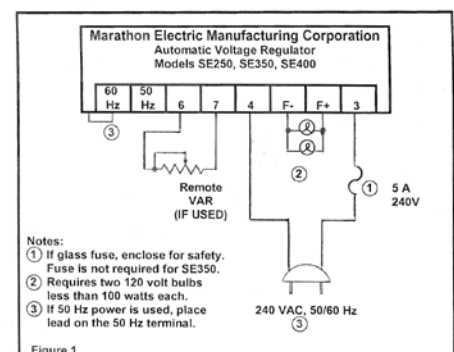 Marathon Electric Manufacturing Corporation
Automatic Voltage Regulator
Models SE250, SE350, SE400
60 Hz 50 Hz 6 7 4 F- F+ 3
3
Remote
VAR
(IF USED)
2
1 5 A
240V
Notes:
1 If glass fuse, enclose for safety.
Fuse is not required for SE350.
2 Requires two 120 volt bulbs
less than 100 watts each.
3 If 50 Hz power is used, place
lead on the 50 Hz terminal.
240 VAC, 50/60 Hz
3
Figure 1